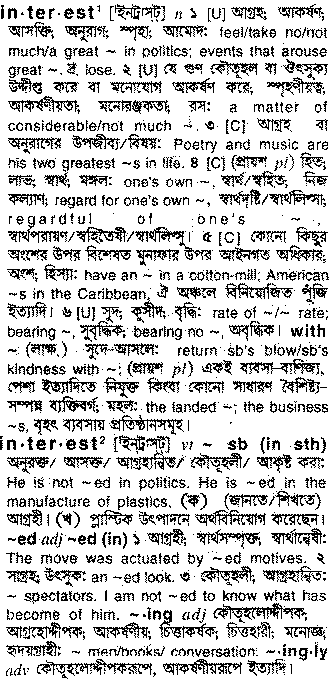 in·ter·est¹ ['ইনট্রাস্ট্] n ১ [U] আগ্রহ, আকর্ষণ,
আসক্তি, অনুরাগ; স্পৃহা; আমোদ: feel/take no/not
much/a great ~ in politics; events that arouse
great ~. দ্র. lose. ২ [U] যে গুণ কৌতূহল বা ঔৎসুক্য
উদ্দীপ্ত করে বা মনোযোগ আকর্ষণ করে; স্পৃহণীয়তা,
আকর্ষণীয়তা, মনোরঞ্জকতা; রস: a matter of
considerable/not much ~. ৩ [C] আগ্রহ বা
অনুরাগের উপজীব্য/বিষয়: Poetry and music are
his two greatest ~s in life. ৪ [C] (প্রায়শ pl) হিত;
লাভ; স্বার্থ; মঙ্গল: one's own ~, স্বার্থ/স্বহিত; নিজ
কল্যাণ; regard for one's own ~, স্বার্থদৃষ্টি/স্বার্থলিপ্সা;
regardful of one's ~,
স্বার্থপরায়ণ/স্বহিতৈষী/স্বার্থলিপ্সু। ৫ [C] কোনো কিছুর
অংশের উপর বিশেষত মুনাফার উপর আইনগত অধিকার;
অংশ; হিস্যা: have an ~ in a cotton-mill; American
~s in the Caribbean, ঐ অঞ্চলে বিনিয়োজিত পুঁজি
ইত্যাদি। ৬ [U] সুদ; কুসীদ; বৃদ্ধি: rate of ~/~ rate;
bearing ~, সুবৃদ্ধিক; bearing no ~, অবৃদ্ধিক। with
~ (লাক্ষ.) সুদে-আসলে: return sb's blow/sb's
kindness with ~; (প্রায়শ pl) একই ব্যবসা-বাণিজ্য,
পেশা ইত্যাদিতে নিযুক্ত কিংবা কোনো সাধারণ বৈশিষ্ট্য-
সম্পন্ন ব্যক্তিবর্গ; মহল: the landed ~; the business
~s, বৃহৎ ব্যবসায় প্রতিষ্ঠানসমূহ।
in·ter·est² ['ইনট্রাস্ট্] vt ~ sb (in sth)
অনুরক্ত/ আসক্ত/ আগ্রহান্বিত/ কৌতূহলী/ আকৃষ্ট করা:
He is not ~ed in politics. He is ~ed in the
manufacture of plastics. (ক) (জানতে/শিখতে)
আগ্রহী। (খ) প্লাস্টিক উৎপাদনে অর্থবিনিয়োগ করেছেন।
~ed adj ~ed (in) ১ আগ্রহী; স্বার্থসম্পৃক্ত, স্বার্থান্বেষী:
The move was actuated by ~ed motives. ২
সাগ্রহ; উৎসুক: an ~ed look. ৩ কৌতূহলী, আগ্রহান্বিত:
~ spectators. I am not ~ed to know what has
become of him. ~·ing adj কৌতূহলোদ্দীপক,
আগ্রহোদ্দীপক, আকর্ষণীয়, চিত্তাকর্ষক, চিত্তহারী, মনোজ্ঞ,
হৃদয়গ্রাহী: ~ men/books/ conversation. ~·ing·ly
adv কৌতূহলোদ্দীপকরূপে, আকর্ষণীয়রূপে ইত্যাদি।